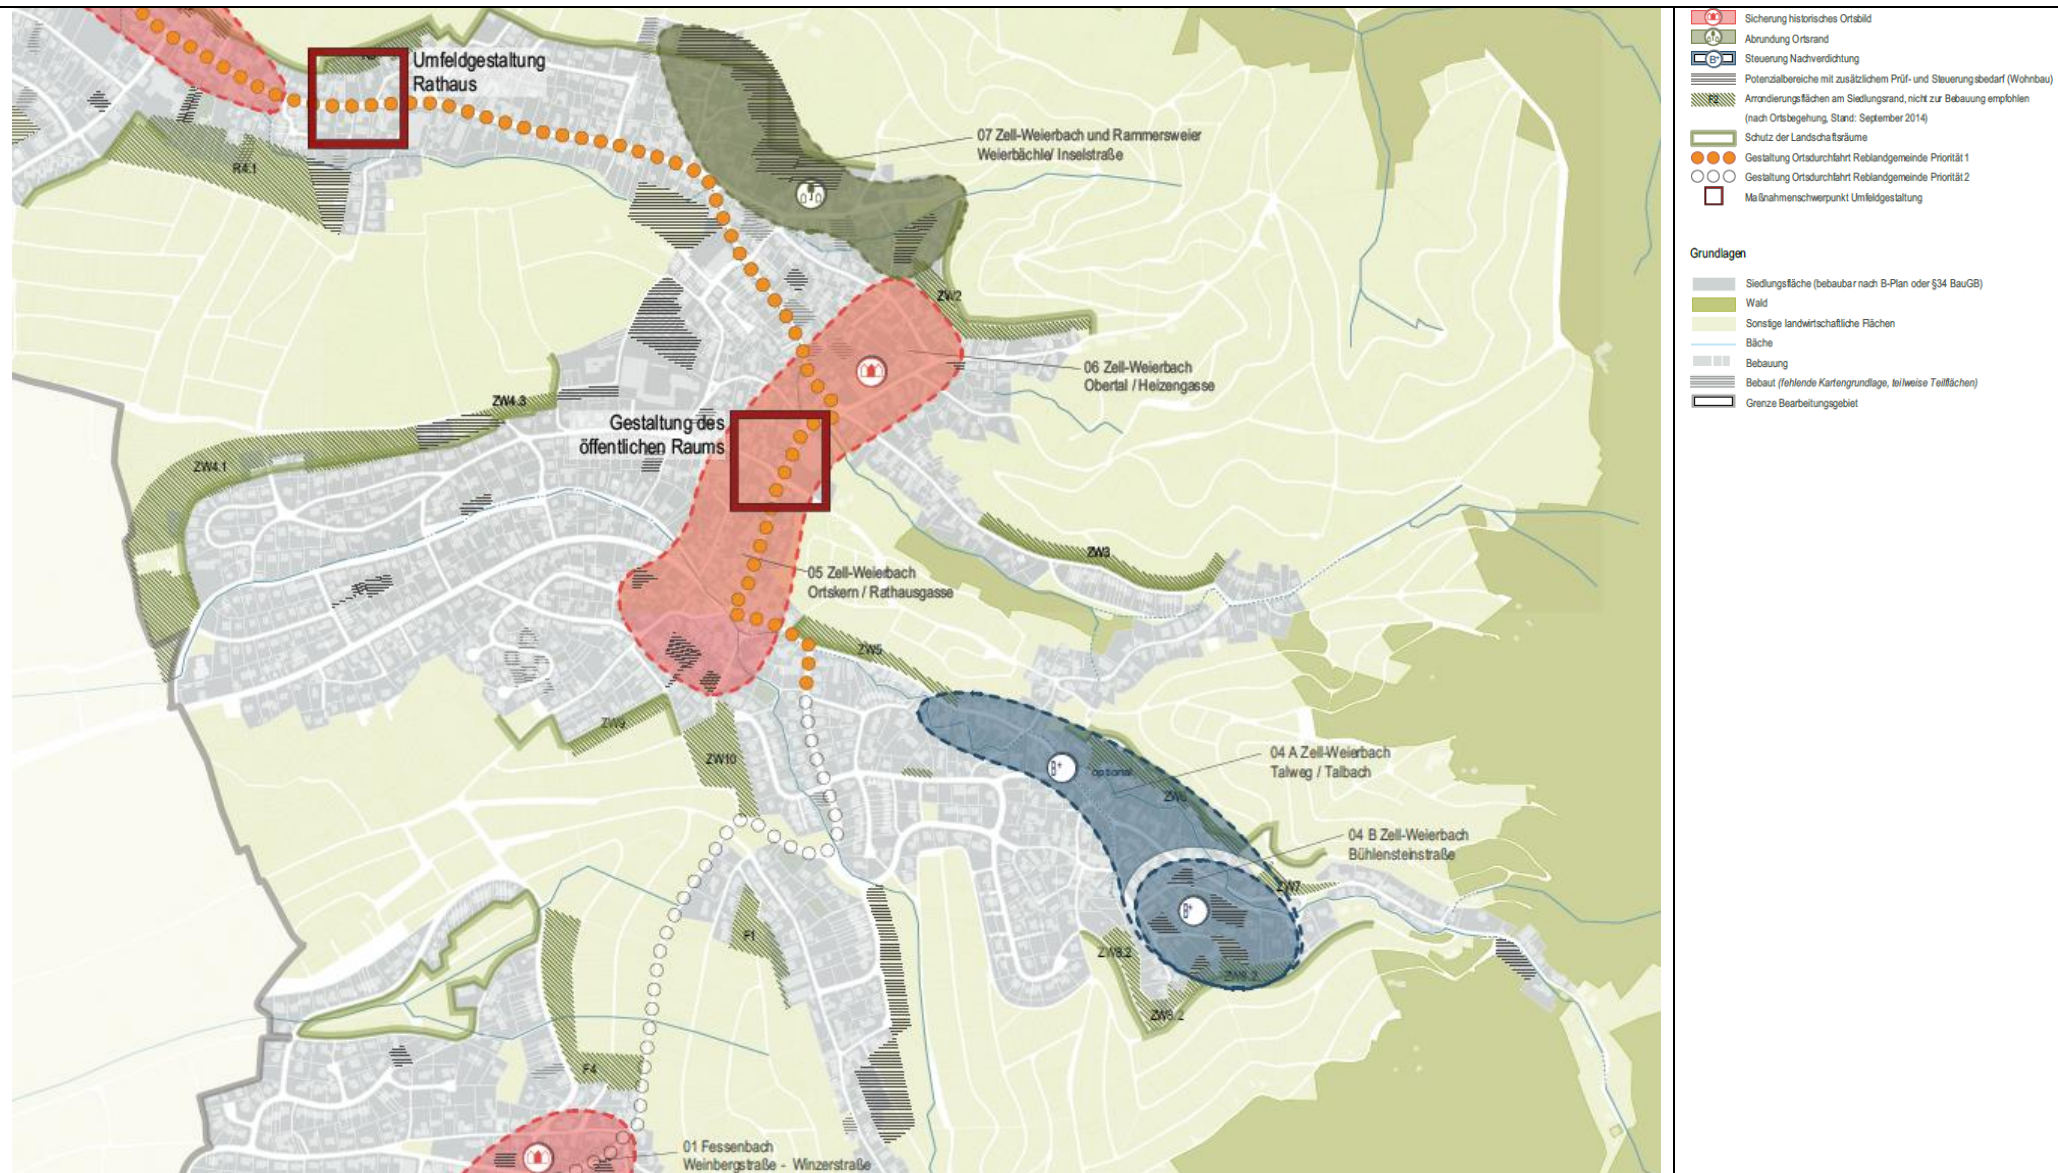 Umfeldgestaltung
Rathaus
R4.1
07 Zell-Weierbach und Rammersweier
Weierbächle/ Inselstraße
ZW2
06 Zell-Weierbach
Obertal / Heizengasse
ZW4.3
Gestaltung des
öffentlichen Raums
ZW4.1
ZW3
05 Zell-Weierbach
Ortskern / Rathausgasse
ZW5
ZW9
ZW10
04 A Zell-Weierbach
Talweg / Talbach
B+
"optional"
ZW6
04 B Zell-Weierbach
Bühlensteinstraße
ZW7
B+
F1
ZW8.2
ZW8.2
ZW8.2
F4
01 Fessenbach
Weinbergstraße - Winzerstraße
Sicherung historisches Ortsbild
Abrundung Ortsrand
B+ Steuerung Nachverdichtung
Potenzialbereiche mit zusätzlichem Prüf- und Steuerungsbedarf (Wohnbau)
F2 Arrondierungsflächen am Siedlungsrand, nicht zur Bebauung empfohlen
(nach Ortsbegehung, Stand: September 2014)
Schutz der Landschaftsräume
Gestaltung Ortsdurchfahrt Reblandgemeinde Priorität 1
Gestaltung Ortsdurchfahrt Reblandgemeinde Priorität 2
Maßnahmenschwerpunkt Umfeldgestaltung
Grundlagen
Siedlungsfläche (bebaubar nach B-Plan oder §34 BauGB)
Wald
Sonstige landwirtschaftliche Flächen
Bäche
Bebauung
Bebaut (fehlende Kartengrundlage, teilweise Teilflächen)
Grenze Bearbeitungsgebiet